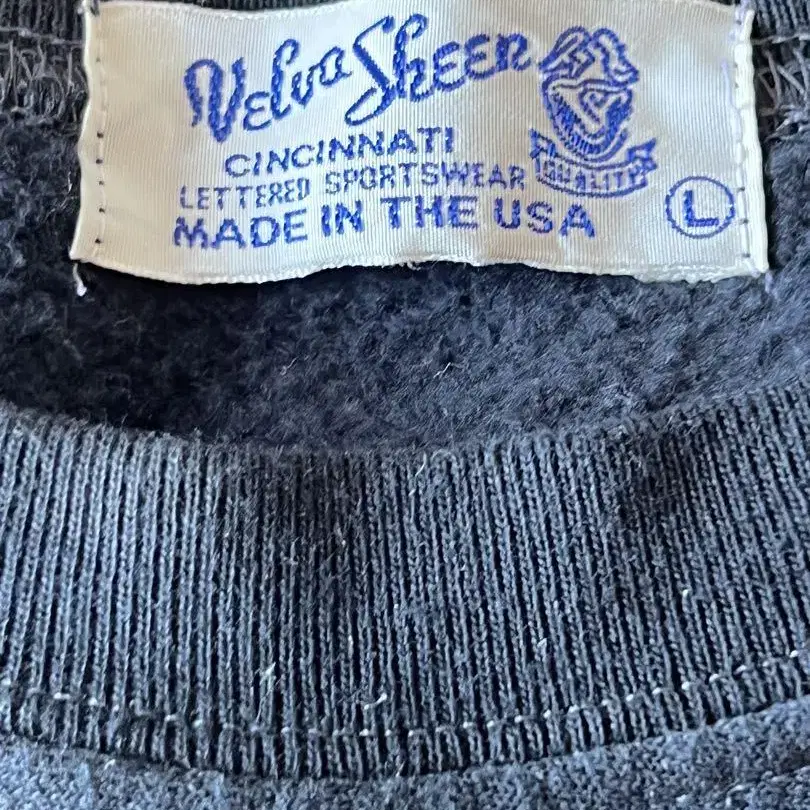 Velva Sheen
CINCINNATI
LETTERED SPORTSWEAR
MADE IN THE USA
QUALITY
L